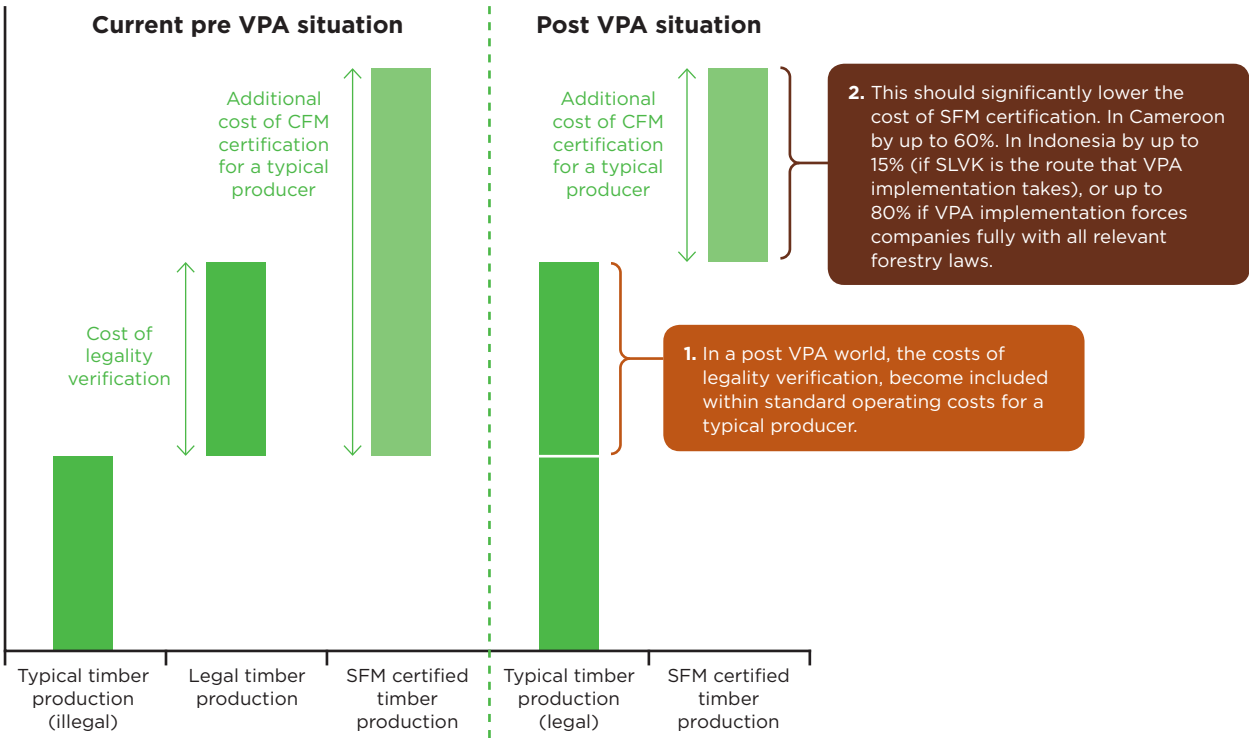 Current pre VPA situation
Post VPA situation
Additional
cost of CFM
certification
for a typical
producer
Cost of
legality
verification
Additional
cost of CFM
certification
for a typical
producer
2. This should significantly lower the
cost of SFM certification. In Cameroon
by up to 60%. In Indonesia by up to
15% (if SLVK is the route that VPA
implementation takes), or up to
80% if VPA implementation forces
companies fully with all relevant
forestry laws.
1. In a post VPA world, the costs of
legality verification, become included
within standard operating costs for a
typical producer.
Typical timber
production
(illegal)
Legal timber
production
SFM certified
timber
production
Typical timber
production
(legal)
SFM certified
timber
production